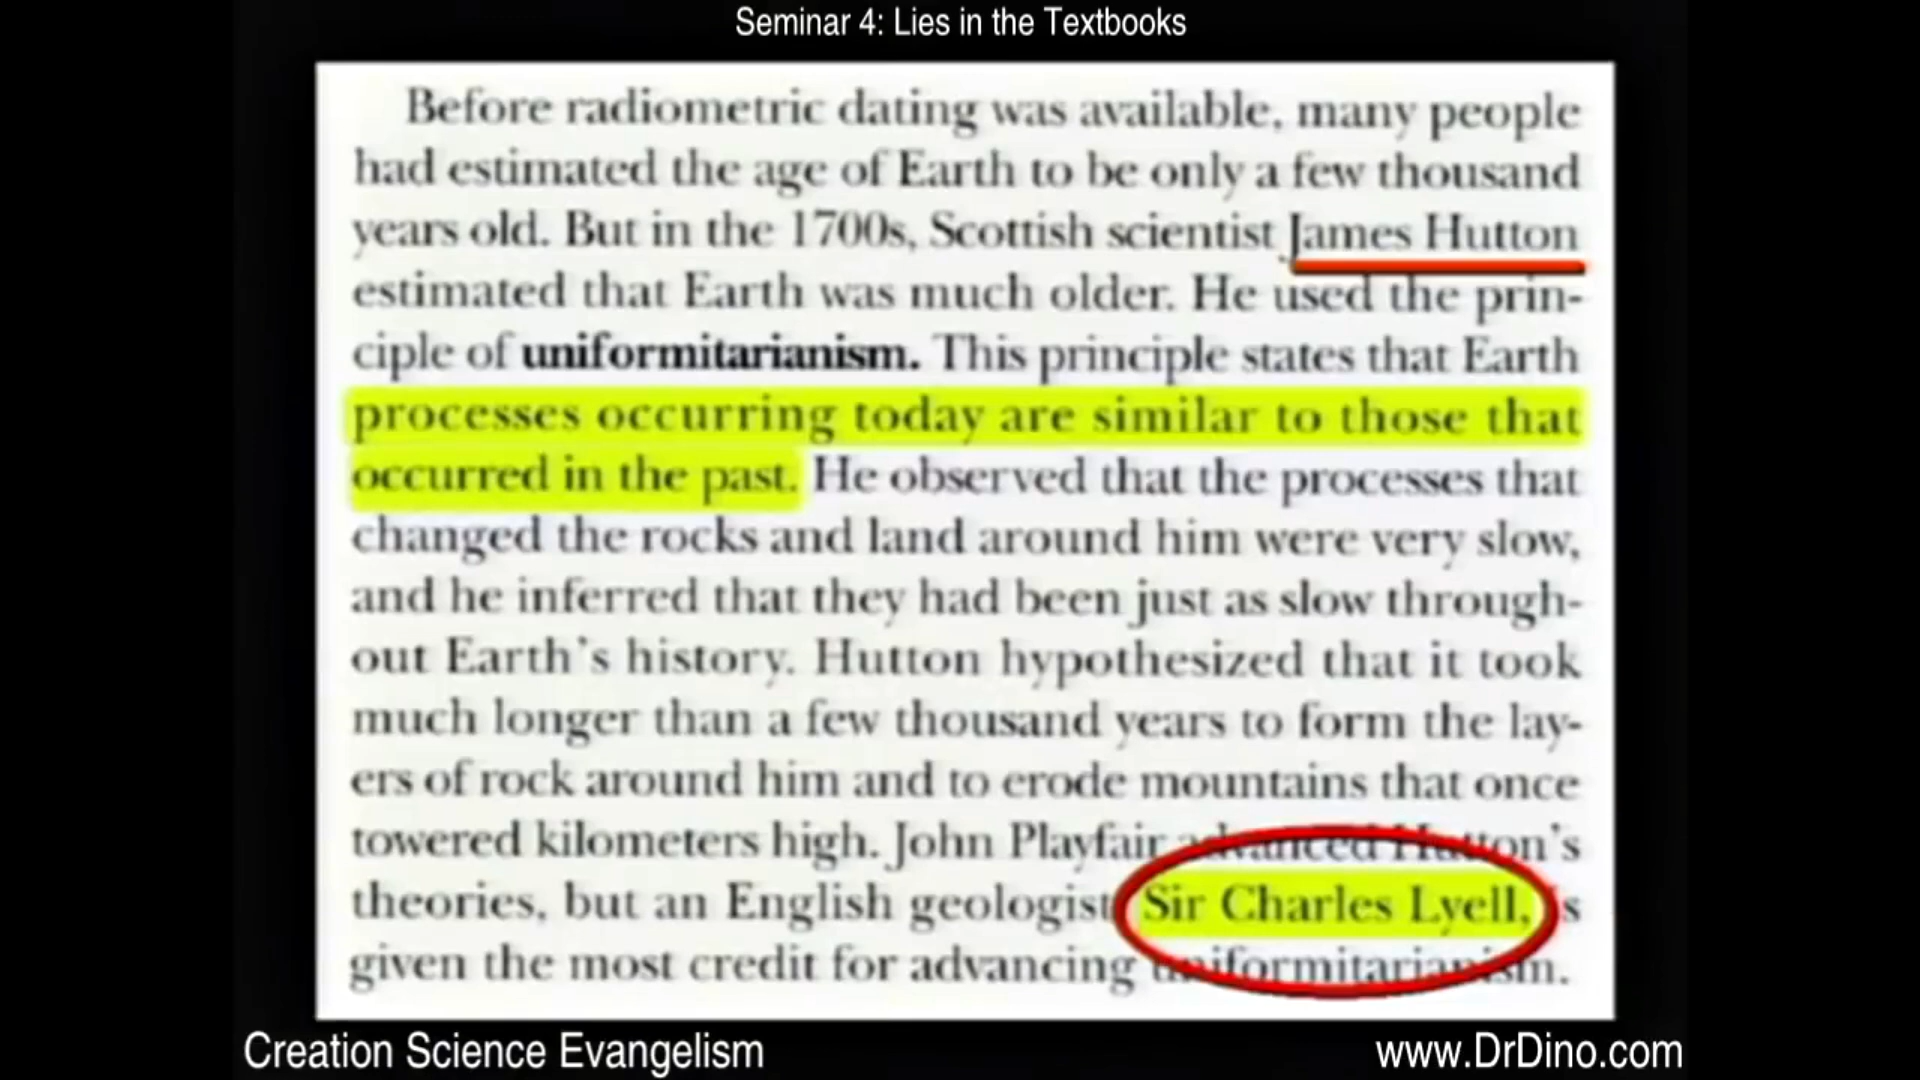 Seminar 4: Lies in the Textbooks
Before radiometric dating was available, many people
had estimated the age of Earth to be only a few thousand
years old. But in the 1700s, Scottish scientist James Hutton
estimated that Earth was much older. He used the prin-
ciple of uniformitarianism. This principle states that Earth
processes occurring today are similar to those that
occurred in the past. He observed that the processes that
changed the rocks and land around him were very slow,
and he inferred that they had been just as slow through-
out Earth's history. Hutton hypothesized that it took
much longer than a few thousand years to form the lay-
ers of rock around him and to erode mountains that once
towered kilometers high. John Playfair advanced Hutton's
theories, but an English geologist, Sir Charles Lyell, is
given the most credit for advancing uniformitarianism.
Creation Science Evangelism
www.DrDino.com